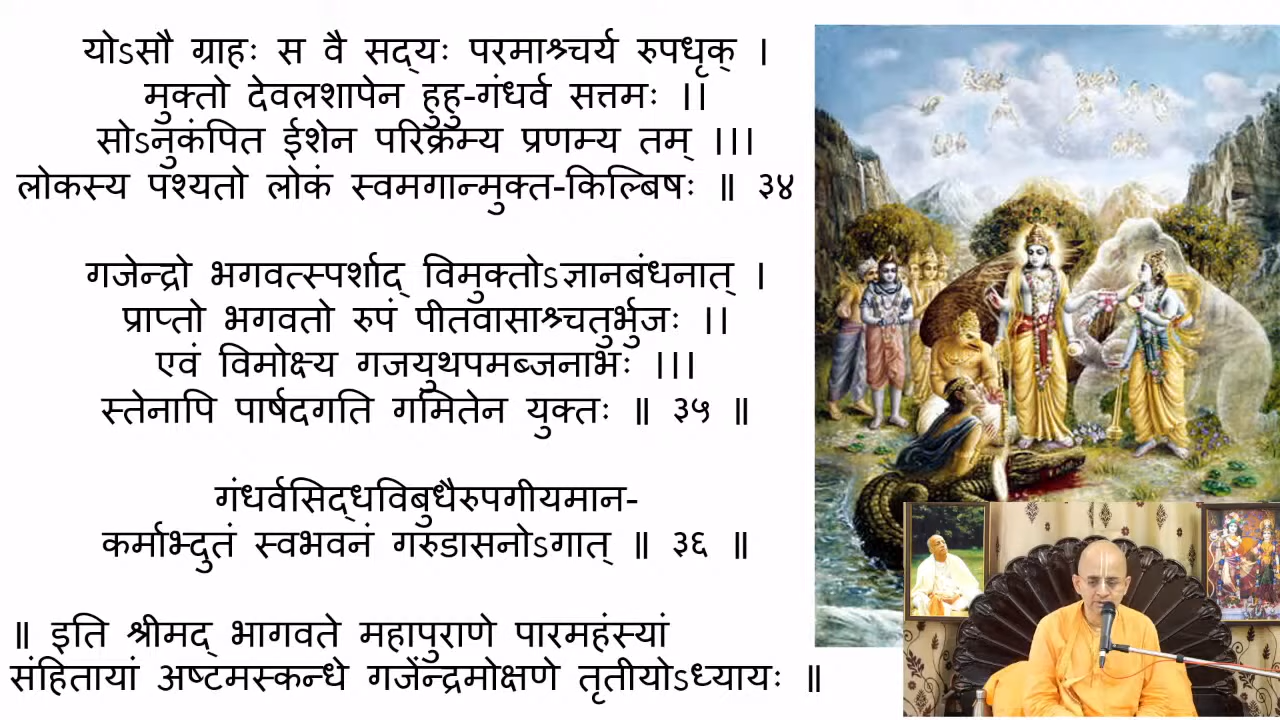 योऽसौ ग्राहः स वै सद्यः परमाश्चर्य रुपधृक् ।
मुक्तो देवलशापेन हुहु-गंधर्व सत्तमः ।।
सोऽनुकंपित ईशेन परिक्रम्य प्रणम्य तम् ।।।
लोकस्य पश्यतो लोकं स्वमगान्मुक्त-किल्बिषः ॥ ३४
गजेन्द्रो भगवत्स्पर्शाद् विमुक्तोऽज्ञानबंधनात् ।
प्राप्तो भगवतो रुपं पीतवासाश्चतुर्भुजः ।।
एवं विमोक्ष्य गजयुथपमब्जनाभः ।।।
स्तेनापि पार्षदगति गमितेन युक्तः ॥ ३५ ॥
गंधर्वसिद्धविबुधैरुपगीयमान-
कर्माभ्दुतं स्वभवनं गरुडासनोऽगात् ॥ ३६ ॥
॥ इति श्रीमद् भागवते महापुराणे पारमहंस्यां
संहितायां अष्टमस्कन्धे गजेंन्द्रमोक्षणे तृतीयोऽध्यायः ॥